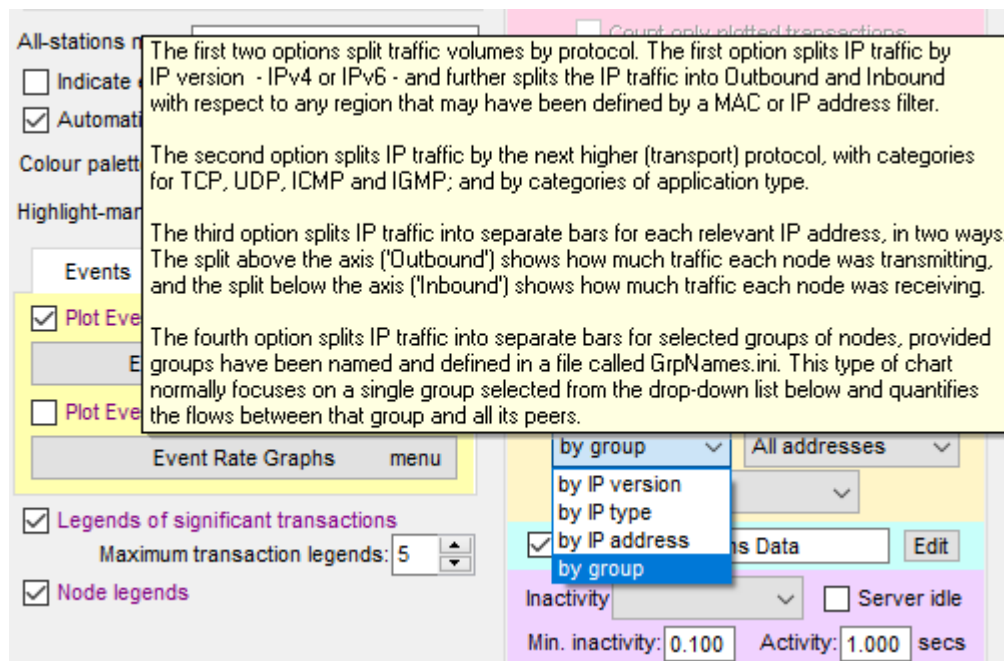 Count only plotted transactions
All-stations
The first two options split traffic volumes by protocol. The first option splits IP traffic by
IP version - IPv4 or IPv6 - and further splits the IP traffic into Outbound and Inbound
with respect to any region that may have been defined by a MAC or IP address filter.
Indicate
Automati
The second option splits IP traffic by the next higher (transport) protocol, with categories
for TCP, UDP, ICMP and IGMP; and by categories of application type.
Colour palett
Highlight-mar
The third option splits IP traffic into separate bars for each relevant IP address, in two ways
The split above the axis ('Outbound') shows how much traffic each node was transmitting,
and the split below the axis ('Inbound') shows how much traffic each node was receiving.
Events
Plot Eve
The fourth option splits IP traffic into separate bars for selected groups of nodes, provided
groups have been named and defined in a file called GrpNames.ini. This type of chart
normally focuses on a single group selected from the drop-down list below and quantifies
the flows between that group and all its peers.
E
Plot Eve
Event Rate Graphs menu
by group
All addresses
by IP version
by IP type
by IP address
by group
Legends of significant transactions
Maximum transaction legends: 5
Node legends
ns Data
Edit
Inactivity
Server idle
Min. inactivity: 0.100 Activity: 1.000 secs